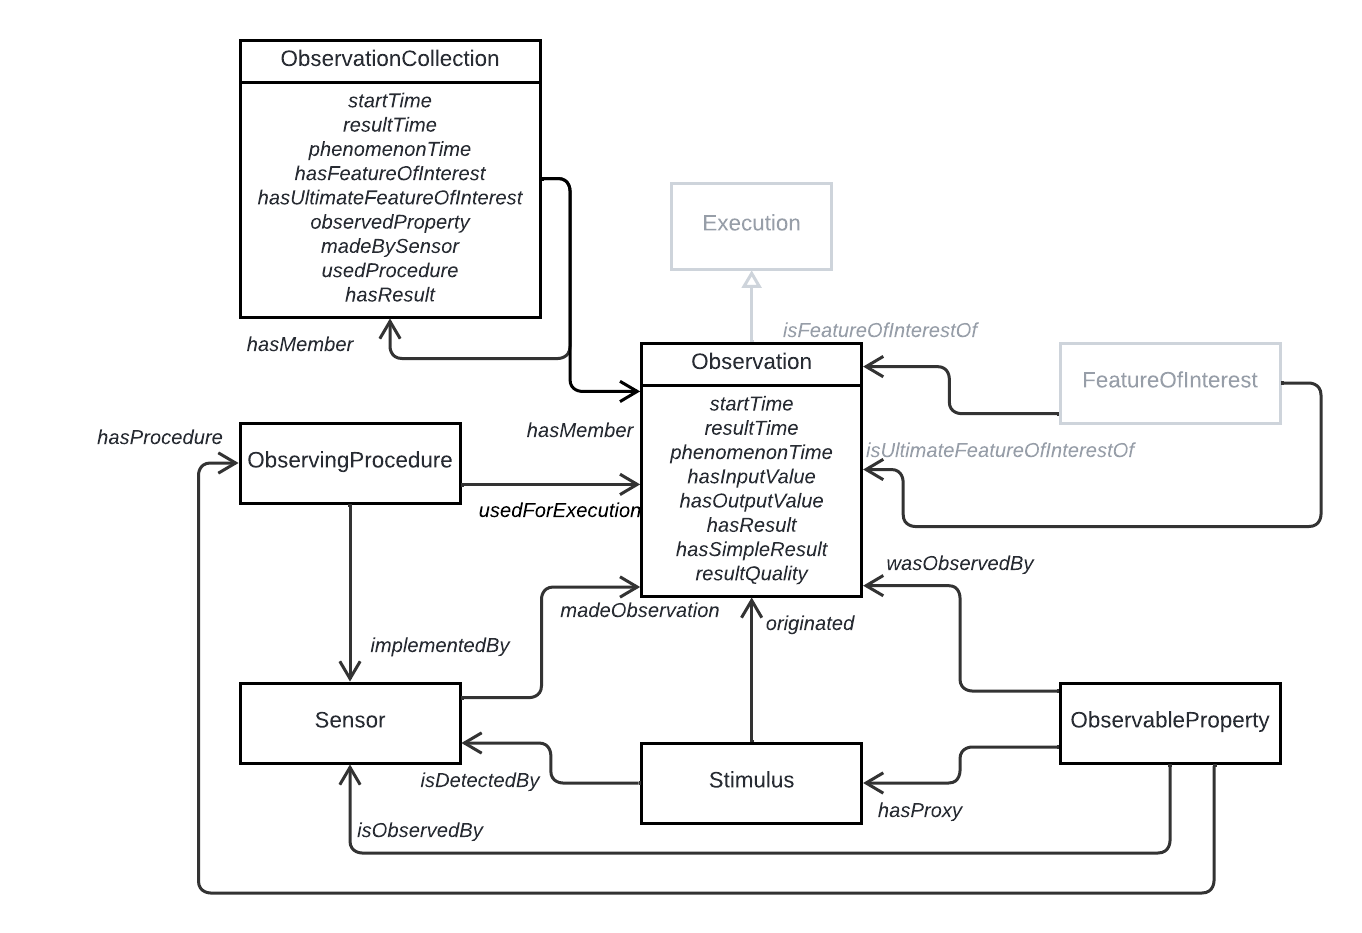 ObservationCollection
startTime
resultTime
phenomenonTime
hasFeatureOfInterest
hasUltimateFeatureOfInterest
observedProperty
madeBySensor
usedProcedure
hasResult
hasMember
Execution
isFeatureOfInterestOf
Observation
startTime
resultTime
phenomenonTime
hasInputValue
hasOutputValue
hasResult
hasSimpleResult
resultQuality
FeatureOfInterest
hasMember
hasProcedure
ObservingProcedure
isUltimateFeatureOfInterestOf
usedForExecution
wasObservedBy
madeObservation
originated
implementedBy
Sensor
ObservableProperty
Stimulus
isDetectedBy
hasProxy
isObservedBy